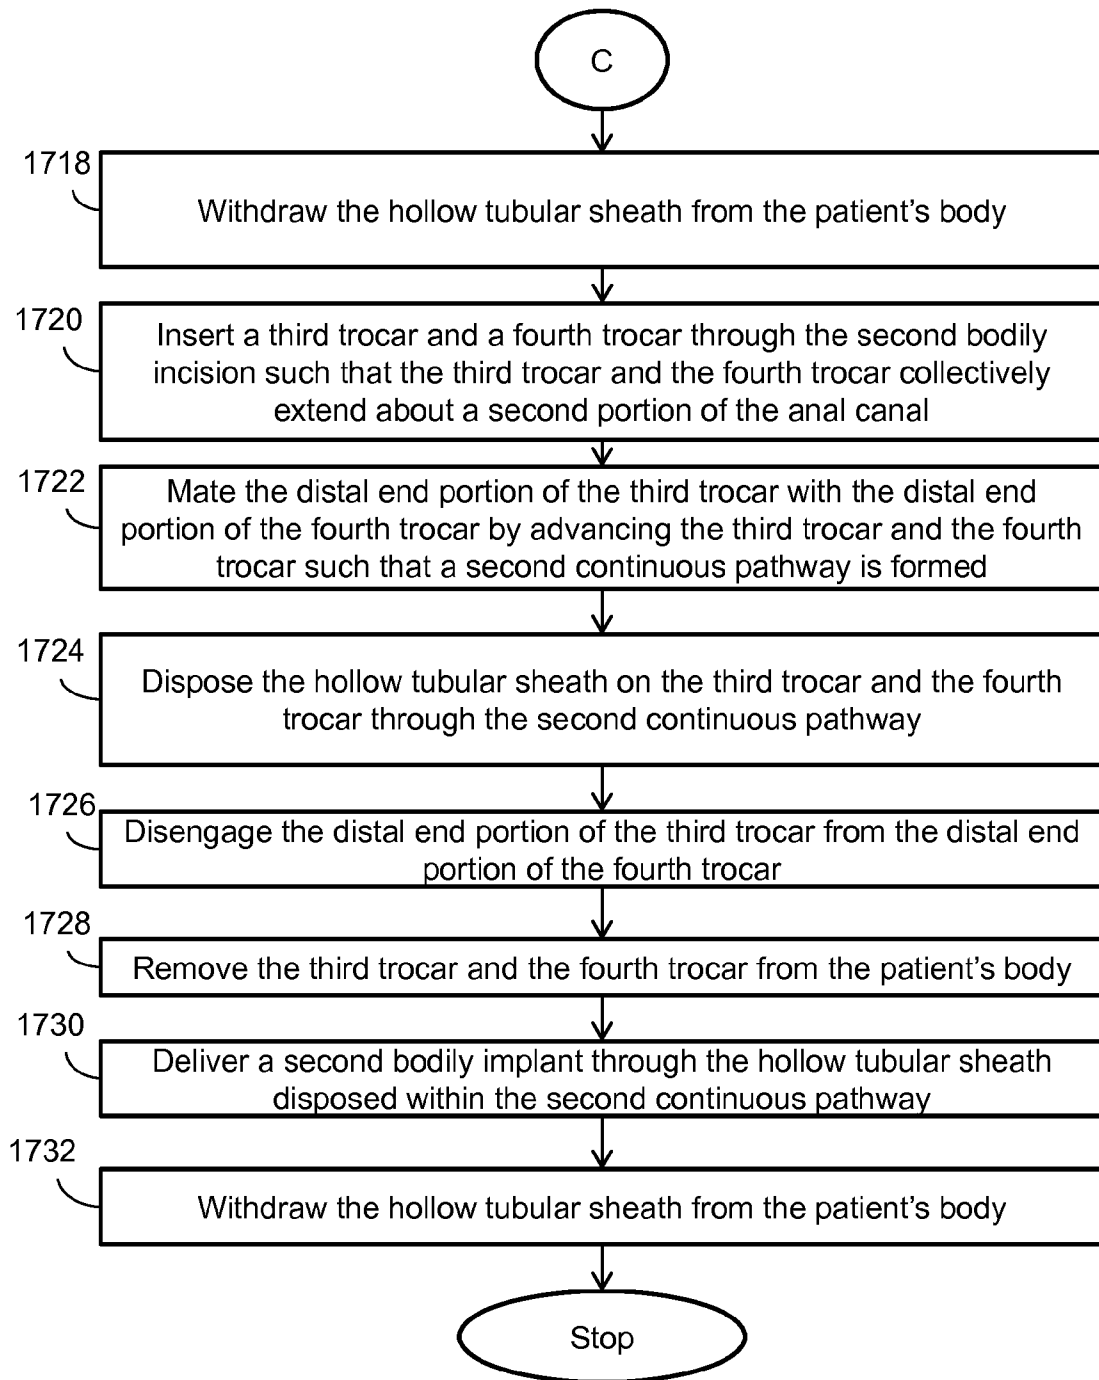 C
1718
Withdraw the hollow tubular sheath from the patient's body
1720
Insert a third trocar and a fourth trocar through the second bodily
incision such that the third trocar and the fourth trocar collectively
extend about a second portion of the anal canal
1722
Mate the distal end portion of the third trocar with the distal end
portion of the fourth trocar by advancing the third trocar and the fourth
trocar such that a second continuous pathway is formed
1724
Dispose the hollow tubular sheath on the third trocar and the fourth
trocar through the second continuous pathway
1726
Disengage the distal end portion of the third trocar from the distal end
portion of the fourth trocar
1728
Remove the third trocar and the fourth trocar from the patient's body
1730
Deliver a second bodily implant through the hollow tubular sheath
disposed within the second continuous pathway
1732
Withdraw the hollow tubular sheath from the patient's body
Stop